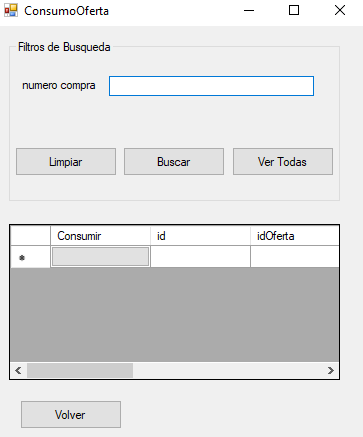 ConsumoOferta
Filtros de Busqueda
numero compra
Limpiar Buscar Ver Todas
Consumir id idOferta
Volver